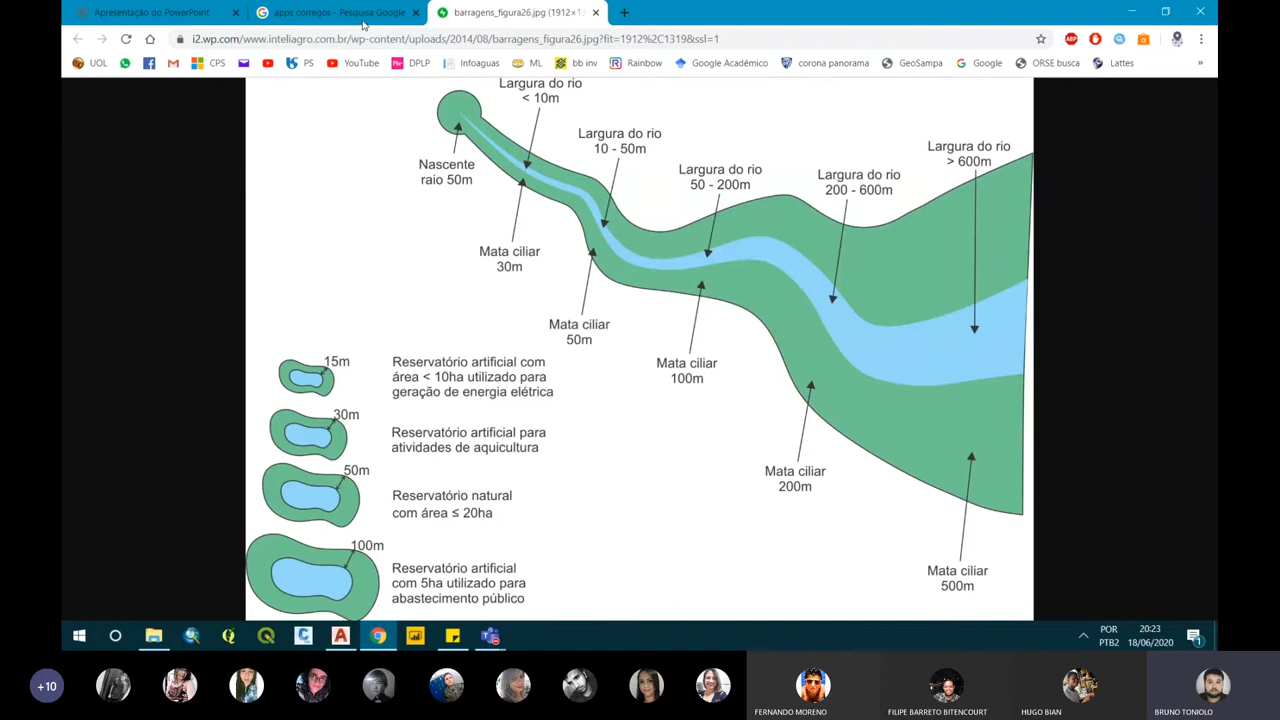 Apresentação do PowerPoint
apps corregos - Pesquisa Google
barragens_figura26.jpg (1912×13
i2.wp.com/www.inteliagro.com.br/wp-content/uploads/2014/08/barragens_figura26.jpg?fit=1912%2C1319&ssl=1
UOL
CPS
PS
YouTube
DPLP
Infoaguas
ML
bb inv
Rainbow
Google Acadêmico
corona panorama
GeoSampa
Google
ORSE busca
Lattes
»
Largura do rio
< 10m
Largura do rio
10 - 50m
Largura do rio
50 - 200m
Largura do rio
200 - 600m
Largura do rio
> 600m
Nascente
raio 50m
Mata ciliar
30m
Mata ciliar
50m
Mata ciliar
100m
Mata ciliar
200m
Mata ciliar
500m
15m
Reservatório artificial com
área < 10ha utilizado para
geração de energia elétrica
30m
Reservatório artificial para
atividades de aquicultura
50m
Reservatório natural
com área ≤ 20ha
100m
Reservatório artificial
com 5ha utilizado para
abastecimento público
POR
PTB2
20:23
18/06/2020
1
+10
FERNANDO MORENO
FILIPE BARRETO BITENCOURT
HUGO BIAN
BRUNO TONIOLO